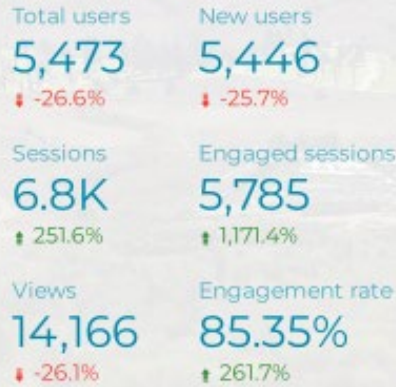 Total users New users
5,473 5,446
-26.6% -25.7%
Sessions Engaged sessions
6.8K 5,785
251.6% 1,171.4%
Views Engagement rate
14,166 85.35%
-26.1% 261.7%